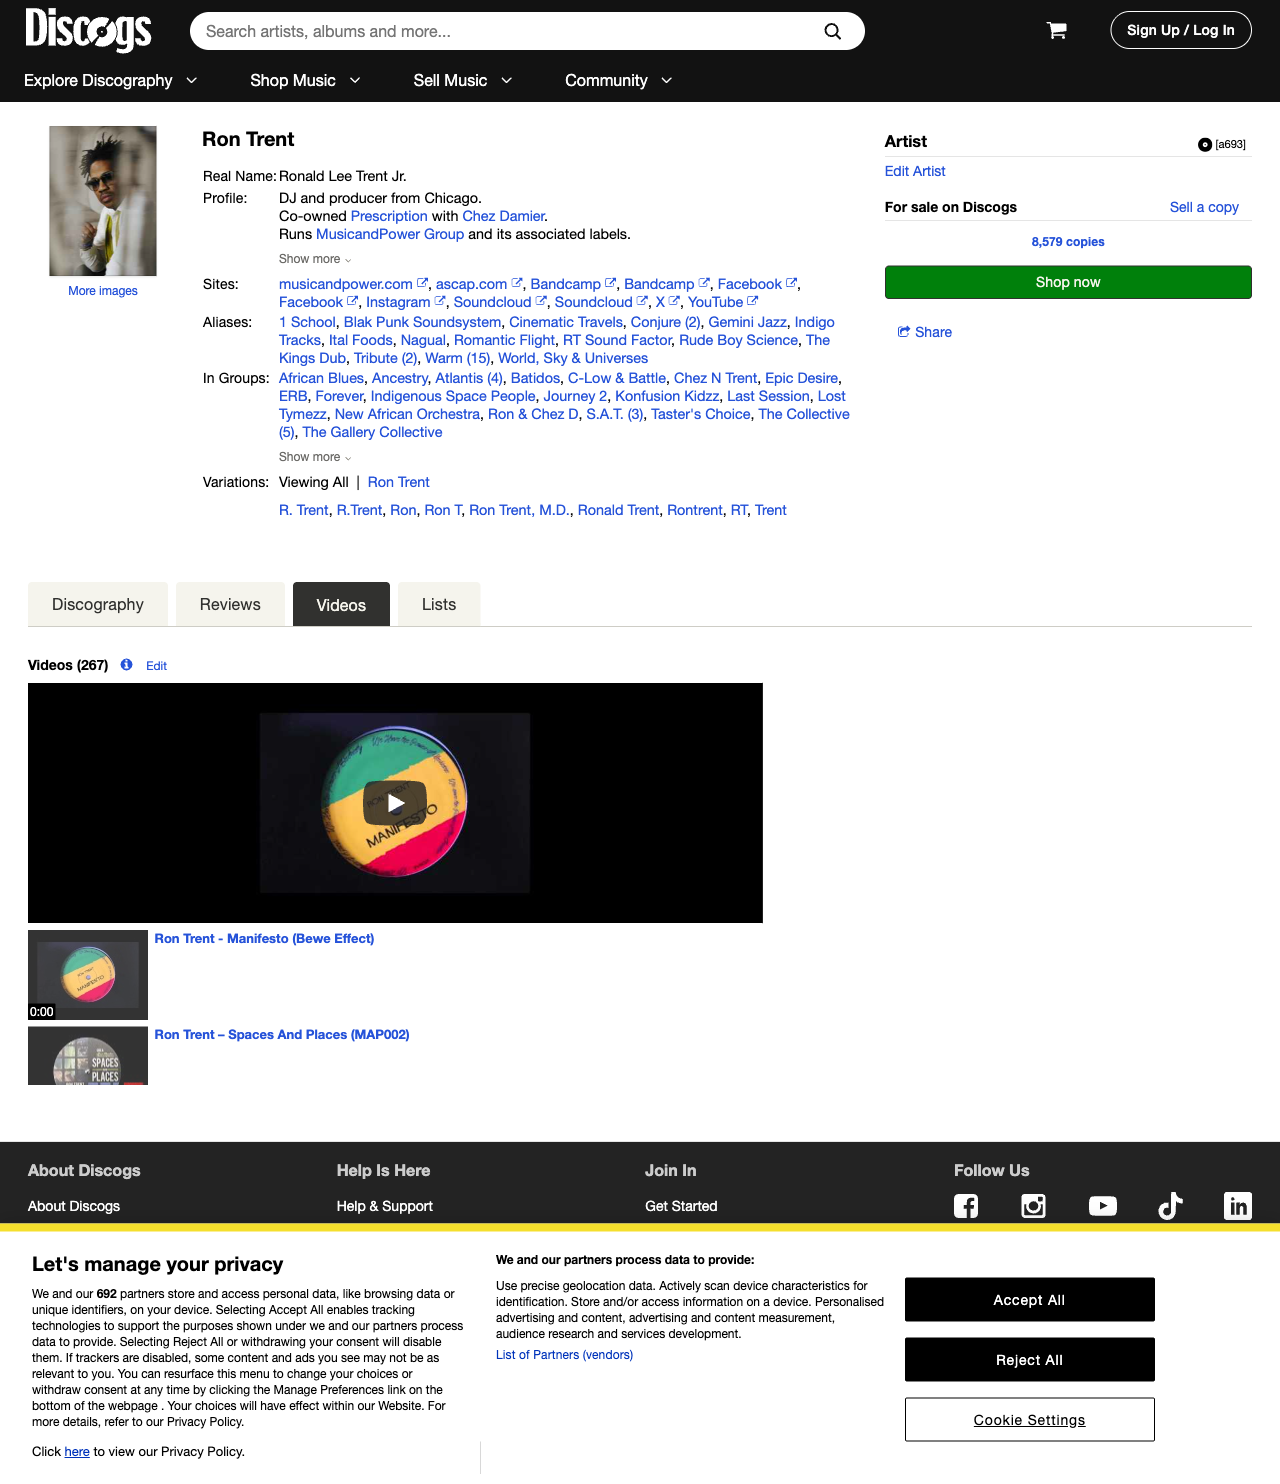 Discogs
Search artists, albums and more...
Sign Up / Log In
Explore Discography
Shop Music
Sell Music
Community
Ron Trent
Real Name: Ronald Lee Trent Jr.
Profile: DJ and producer from Chicago.
Co-owned Prescription with Chez Damier.
Runs MusicandPower Group and its associated labels.
Show more
Sites: musicandpower.com, ascap.com, Bandcamp, Bandcamp, Facebook,
Facebook, Instagram, Soundcloud, Soundcloud, X, YouTube
Aliases: 1 School, Blak Punk Soundsystem, Cinematic Travels, Conjure (2), Gemini Jazz, Indigo
Tracks, Ital Foods, Nagual, Romantic Flight, RT Sound Factor, Rude Boy Science, The
Kings Dub, Tribute (2), Warm (15), World, Sky & Universes
In Groups: African Blues, Ancestry, Atlantis (4), Batidos, C-Low & Battle, Chez N Trent, Epic Desire,
ERB, Forever, Indigenous Space People, Journey 2, Konfusion Kidzz, Last Session, Lost
Tymezz, New African Orchestra, Ron & Chez D, S.A.T. (3), Taster's Choice, The Collective
(5), The Gallery Collective
Show more
Variations: Viewing All | Ron Trent
R. Trent, R.Trent, Ron, Ron T, Ron Trent, M.D., Ronald Trent, Rontrent, RT, Trent
More images
Artist
[a693]
Edit Artist
For sale on Discogs
Sell a copy
8,579 copies
Shop now
Share
Discography
Reviews
Videos
Lists
Videos (267)
Edit
RON TRENT
MANIFESTO
Ron Trent - Manifesto (Bewe Effect)
MANIFESTO
0:00
Ron Trent – Spaces And Places (MAP002)
SPACES
PLACES
About Discogs
Help Is Here
Join In
Follow Us
About Discogs
Help & Support
Get Started
Let's manage your privacy
We and our 692 partners store and access personal data, like browsing data or
unique identifiers, on your device. Selecting Accept All enables tracking
technologies to support the purposes shown under we and our partners process
data to provide. Selecting Reject All or withdrawing your consent will disable
them. If trackers are disabled, some content and ads you see may not be as
relevant to you. You can resurface this menu to change your choices or
withdraw consent at any time by clicking the Manage Preferences link on the
bottom of the webpage . Your choices will have effect within our Website. For
more details, refer to our Privacy Policy.
Click here to view our Privacy Policy.
We and our partners process data to provide:
Use precise geolocation data. Actively scan device characteristics for
identification. Store and/or access information on a device. Personalised
advertising and content, advertising and content measurement,
audience research and services development.
List of Partners (vendors)
Accept All
Reject All
Cookie Settings